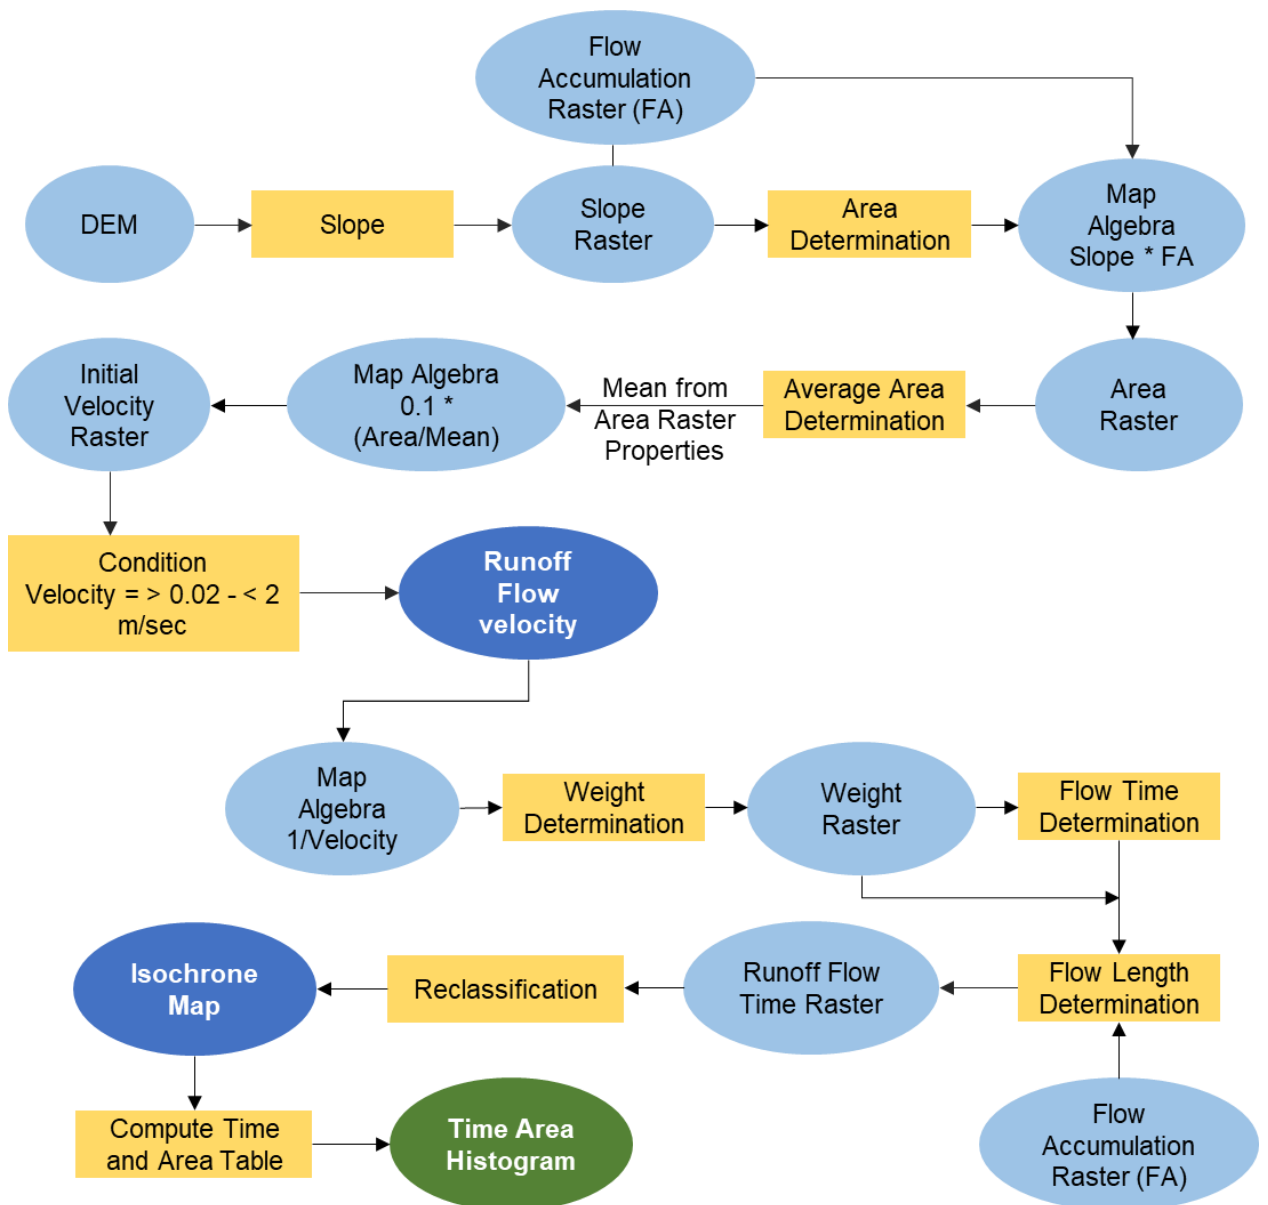 Flow
Accumulation
Raster (FA)
DEM
Slope
Slope
Raster
Area
Determination
Map
Algebra
Slope * FA
Initial
Velocity
Raster
Map Algebra
0.1 *
(Area/Mean)
Mean from
Area Raster
Properties
Average Area
Determination
Area
Raster
Condition
Velocity = > 0.02 - < 2
m/sec
Runoff
Flow
velocity
Map
Algebra
1/Velocity
Weight
Determination
Weight
Raster
Flow Time
Determination
Isochrone
Map
Reclassification
Runoff Flow
Time Raster
Flow Length
Determination
Compute Time
and Area Table
Time Area
Histogram
Flow
Accumulation
Raster (FA)